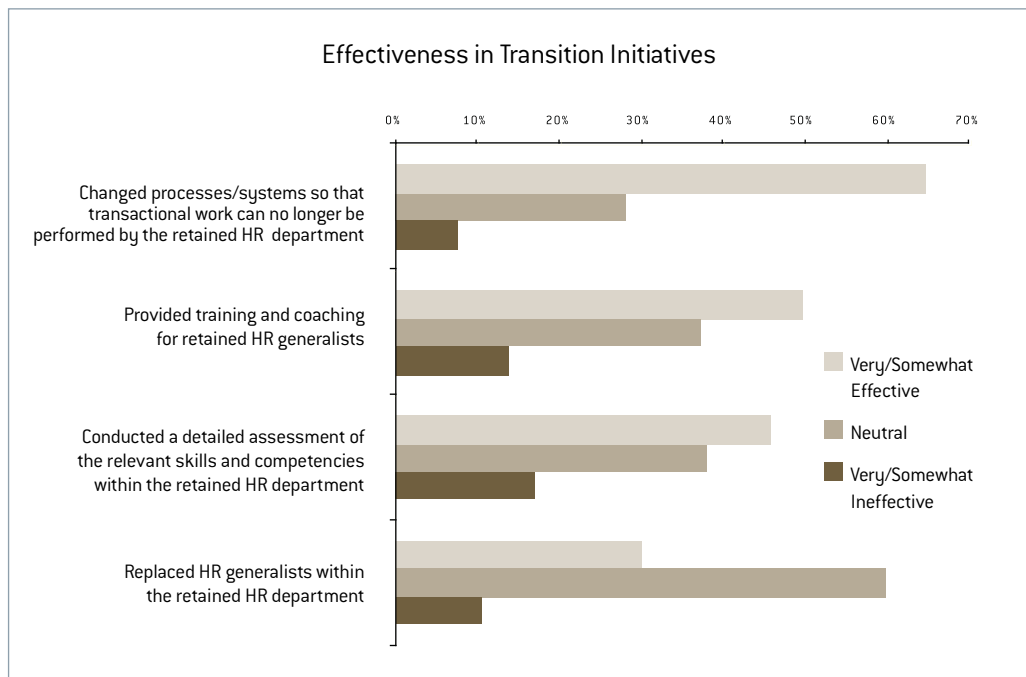 Effectiveness in Transition Initiatives
0% 10% 20% 30% 40% 50% 60% 70%
Changed processes/systems so that
transactional work can no longer be
performed by the retained HR department
Provided training and coaching
for retained HR generalists
Conducted a detailed assessment of
the relevant skills and competencies
within the retained HR department
Replaced HR generalists within
the retained HR department
Very/Somewhat
Effective
Neutral
Very/Somewhat
Ineffective